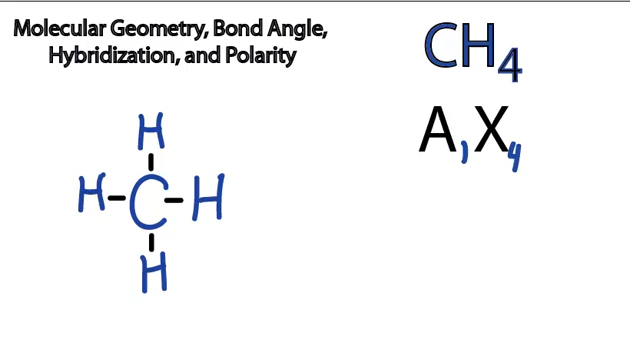 Molecular Geometry, Bond Angle,
Hybridization, and Polarity
CH₄
A₁X₄
H
H-C-H
H